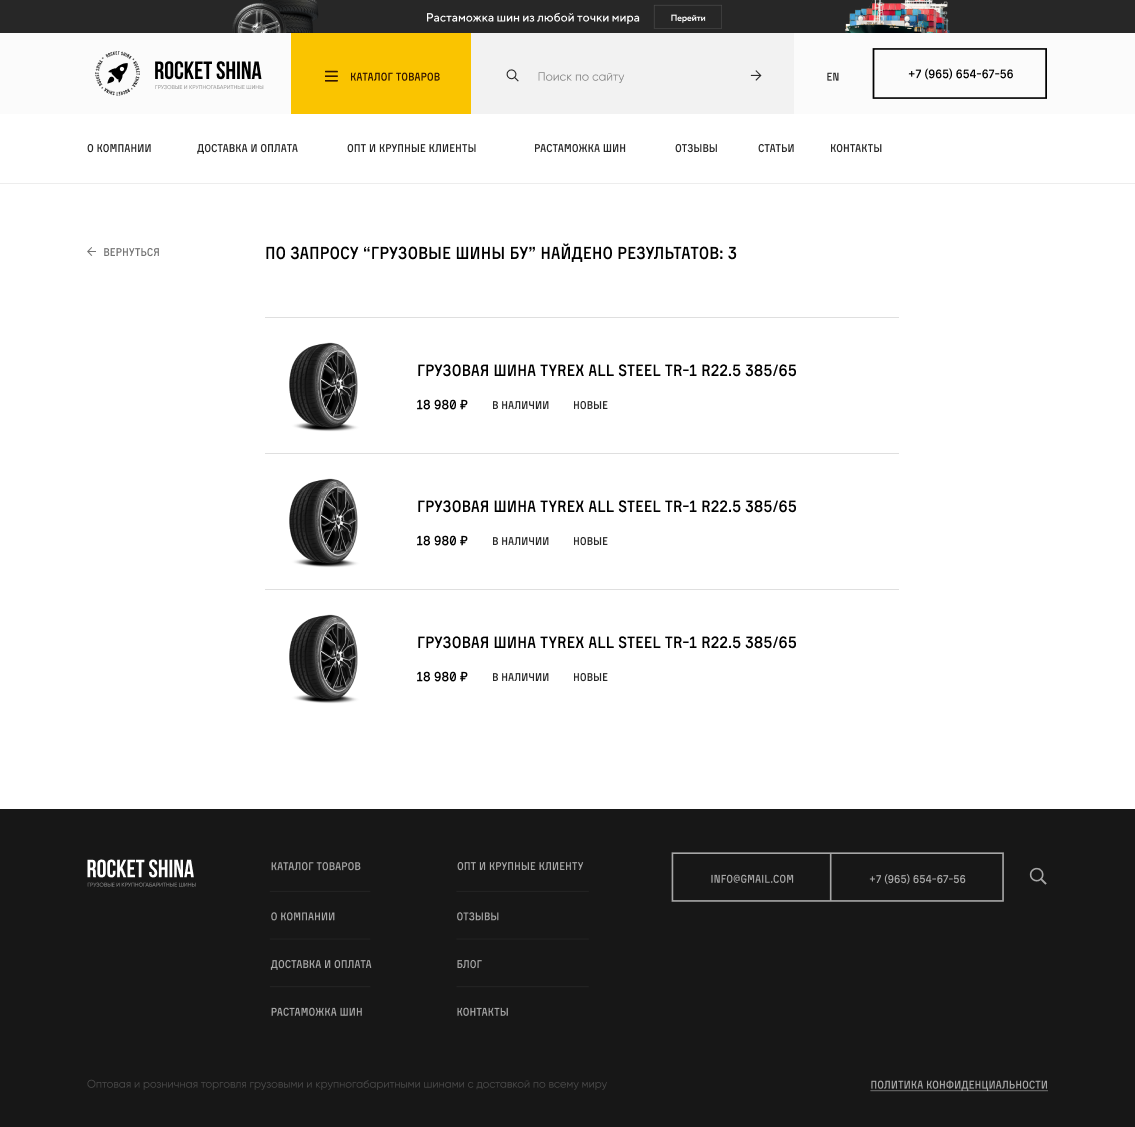 Растаможка шин из любой точки мира
Перейти
ROCKET SHINA
ГРУЗОВЫЕ И КРУПНОГАБАРИТНЫЕ ШИНЫ
КАТАЛОГ ТОВАРОВ
Поиск по сайту
EN
+7 (965) 654-67-56
О КОМПАНИИ
ДОСТАВКА И ОПЛАТА
ОПТ И КРУПНЫЕ КЛИЕНТЫ
РАСТАМОЖКА ШИН
ОТЗЫВЫ
СТАТЬИ
КОНТАКТЫ
ВЕРНУТЬСЯ
ПО ЗАПРОСУ “ГРУЗОВЫЕ ШИНЫ БУ” НАЙДЕНО РЕЗУЛЬТАТОВ: 3
ГРУЗОВАЯ ШИНА TYREX ALL STEEL TR-1 R22.5 385/65
18 980 ₽ В НАЛИЧИИ НОВЫЕ
ГРУЗОВАЯ ШИНА TYREX ALL STEEL TR-1 R22.5 385/65
18 980 ₽ В НАЛИЧИИ НОВЫЕ
ГРУЗОВАЯ ШИНА TYREX ALL STEEL TR-1 R22.5 385/65
18 980 ₽ В НАЛИЧИИ НОВЫЕ
ROCKET SHINA
ГРУЗОВЫЕ И КРУПНОГАБАРИТНЫЕ ШИНЫ
КАТАЛОГ ТОВАРОВ
О КОМПАНИИ
ДОСТАВКА И ОПЛАТА
РАСТАМОЖКА ШИН
ОПТ И КРУПНЫЕ КЛИЕНТУ
ОТЗЫВЫ
БЛОГ
КОНТАКТЫ
INFO@GMAIL.COM
+7 (965) 654-67-56
Оптовая и розничная торговля грузовыми и крупногабаритными шинами с доставкой по всему миру
ПОЛИТИКА КОНФИДЕНЦИАЛЬНОСТИ